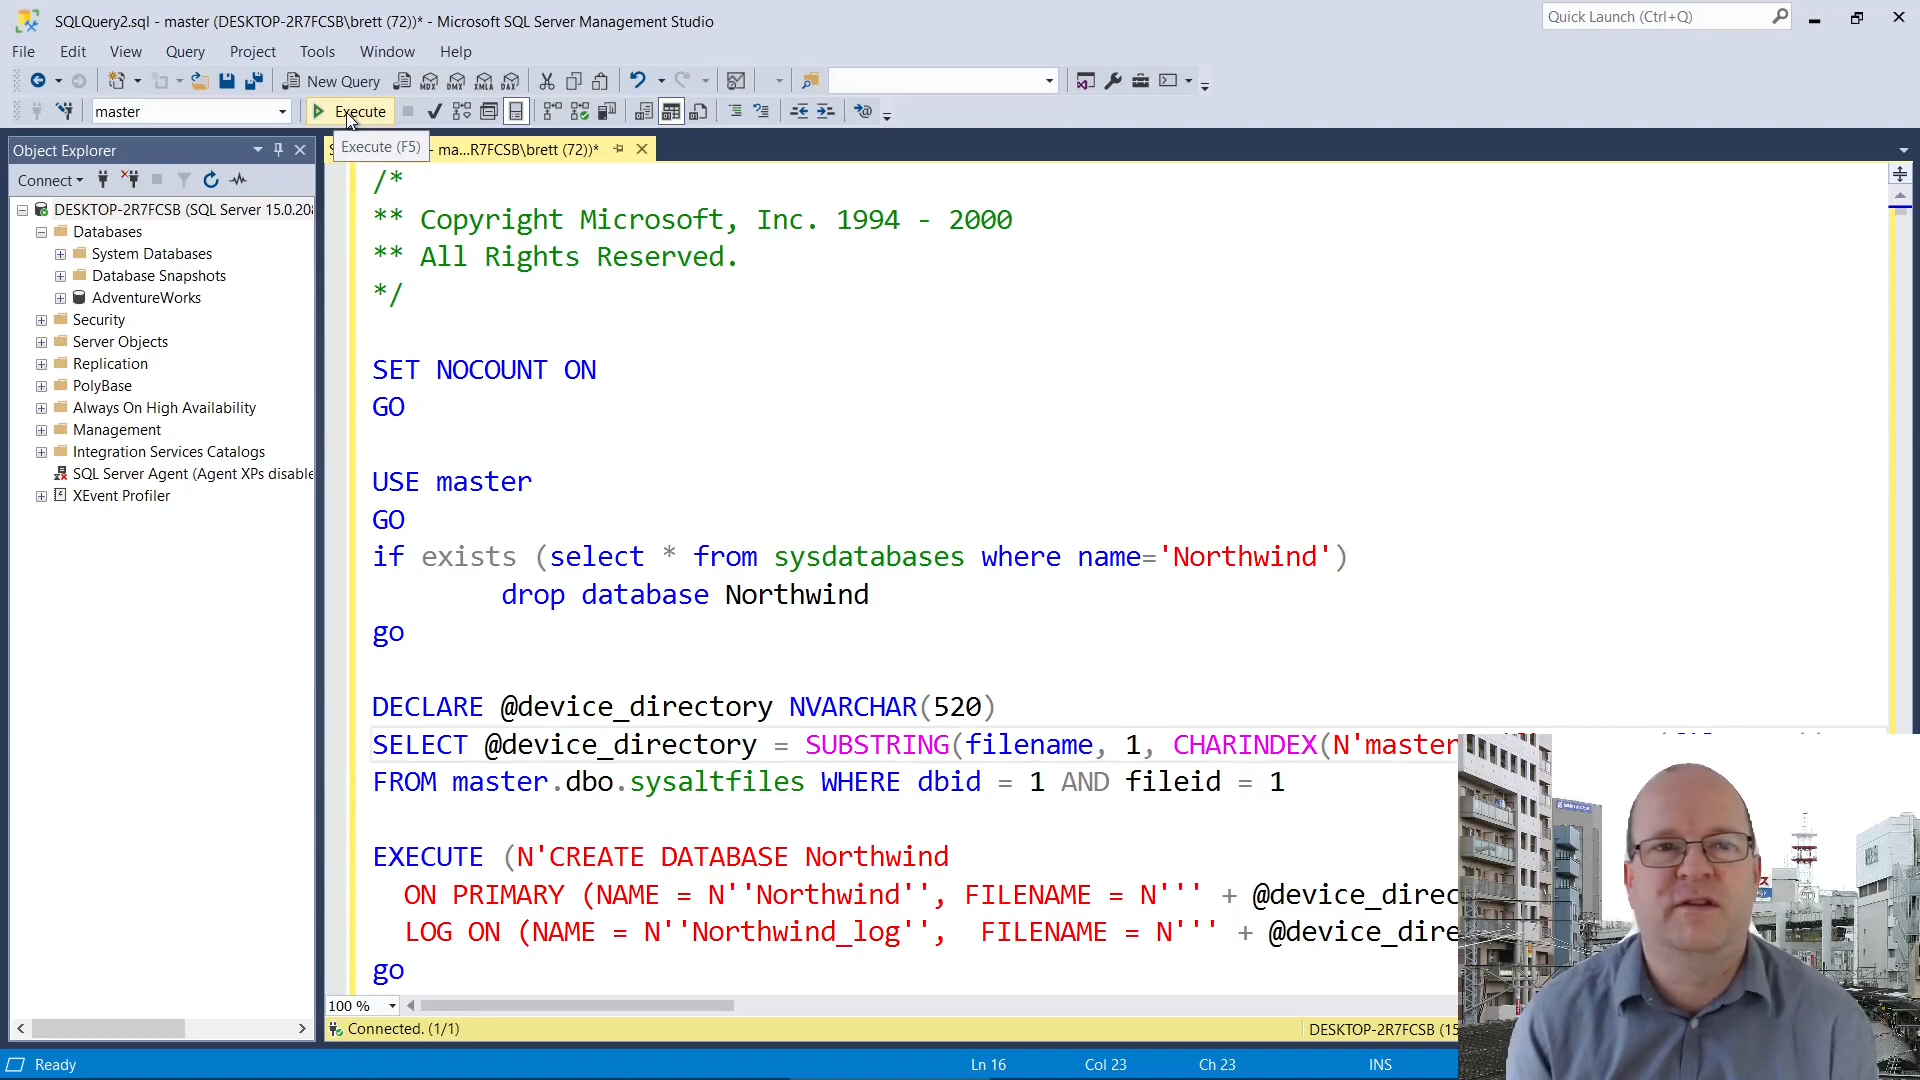 SQLQuery2.sql - master (DESKTOP-2R7FCSB\brett (72))* - Microsoft SQL Server Management Studio
Quick Launch (Ctrl+Q)
File Edit View Query Project Tools Window Help
New Query
master
Execute
Execute (F5)
Object Explorer
- ma...R7FCSB\brett (72))*
Connect
DESKTOP-2R7FCSB (SQL Server 15.0.20
Databases
System Databases
Database Snapshots
AdventureWorks
Security
Server Objects
Replication
PolyBase
Always On High Availability
Management
Integration Services Catalogs
SQL Server Agent (Agent XPs disable
XEvent Profiler
/*
** Copyright Microsoft, Inc. 1994 - 2000
** All Rights Reserved.
*/
SET NOCOUNT ON
GO
USE master
GO
if exists (select * from sysdatabases where name='Northwind')
drop database Northwind
go
DECLARE @device_directory NVARCHAR(520)
SELECT @device_directory = SUBSTRING(filename, 1, CHARINDEX(N'master
FROM master.dbo.sysaltfiles WHERE dbid = 1 AND fileid = 1
EXECUTE (N'CREATE DATABASE Northwind
ON PRIMARY (NAME = N''Northwind'', FILENAME = N''' + @device_direc
LOG ON (NAME = N''Northwind_log'', FILENAME = N''' + @device_dire
go
100 %
Connected. (1/1)
DESKTOP-2R7FCSB (15
Ready
Ln 16
Col 23
Ch 23
INS